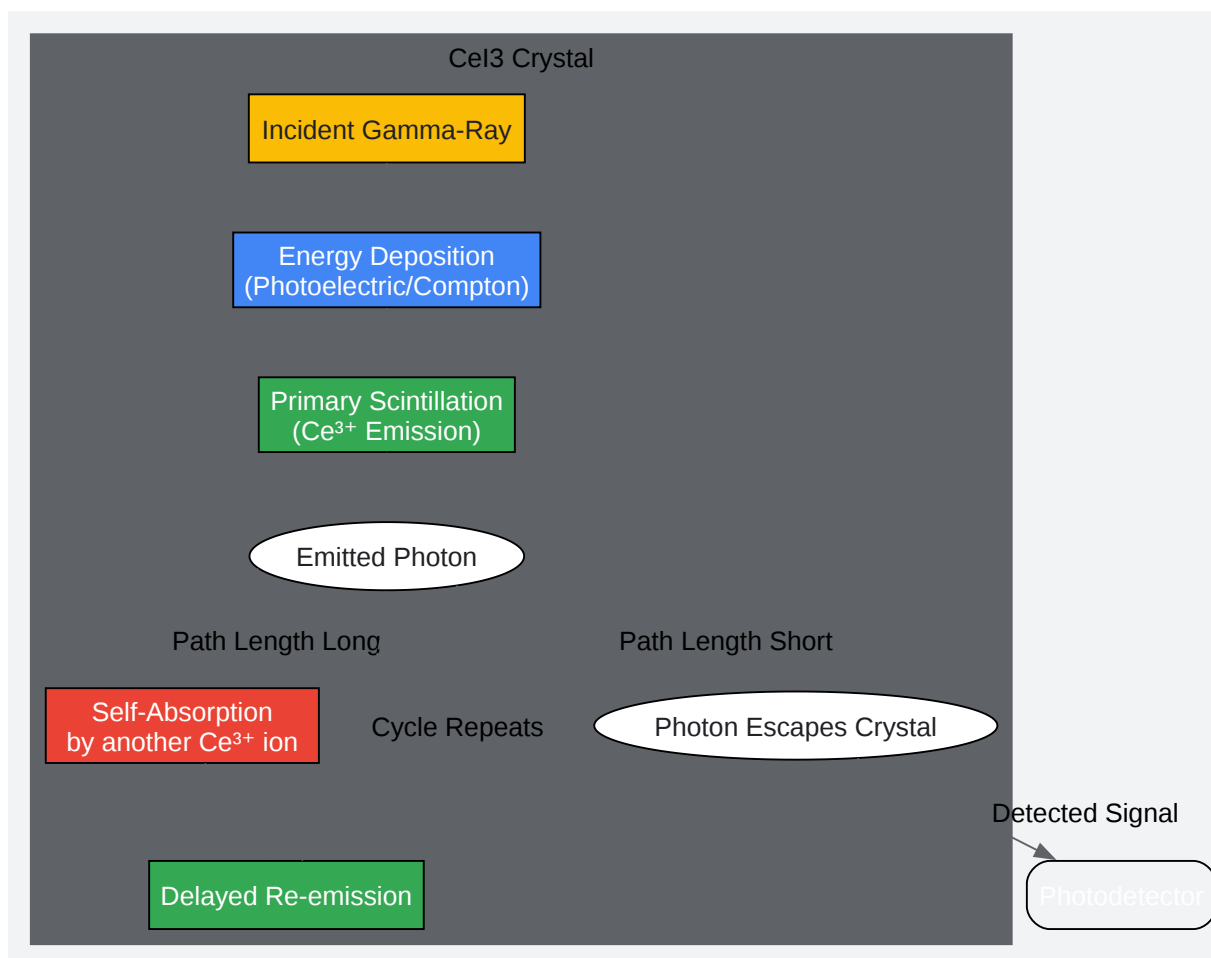 CeI3 Crystal
Incident Gamma-Ray
Energy Deposition
(Photoelectric/Compton)
Primary Scintillation
(Ce³⁺ Emission)
Emitted Photon
Path Length Long
Path Length Short
Self-Absorption
by another Ce³⁺ ion
Cycle Repeats
Photon Escapes Crystal
Detected Signal
Delayed Re-emission
Photodetector